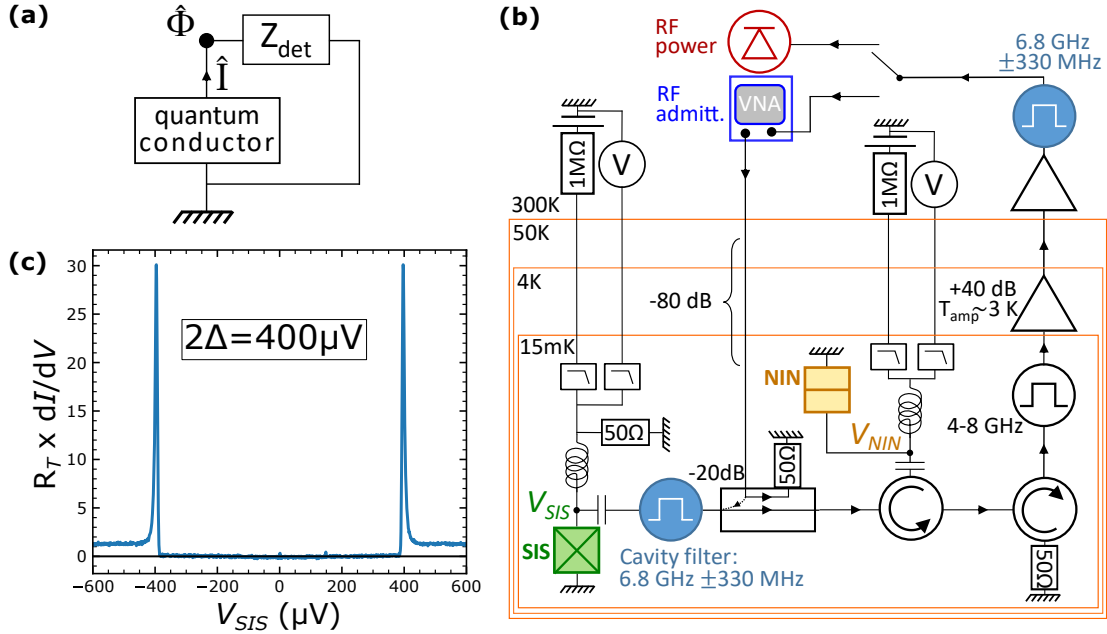 (a)
Φ̂
Z_det
Î
quantum
conductor
(b)
RF
power
6.8 GHz
±330 MHz
RF
admitt.
VNA
1MΩ
V
1MΩ
V
300K
50K
4K
-80 dB
+40 dB
T_amp~3 K
15mK
NIN
50Ω
V_NIN
4-8 GHz
-20dB
50Ω
V_SIS
SIS
Cavity filter:
6.8 GHz ±330 MHz
50Ω
(c)
2Δ=400μV
R_T x dI/dV
30
25
20
15
10
5
0
−600 −400 −200 0 200 400 600
V_SIS (μV)